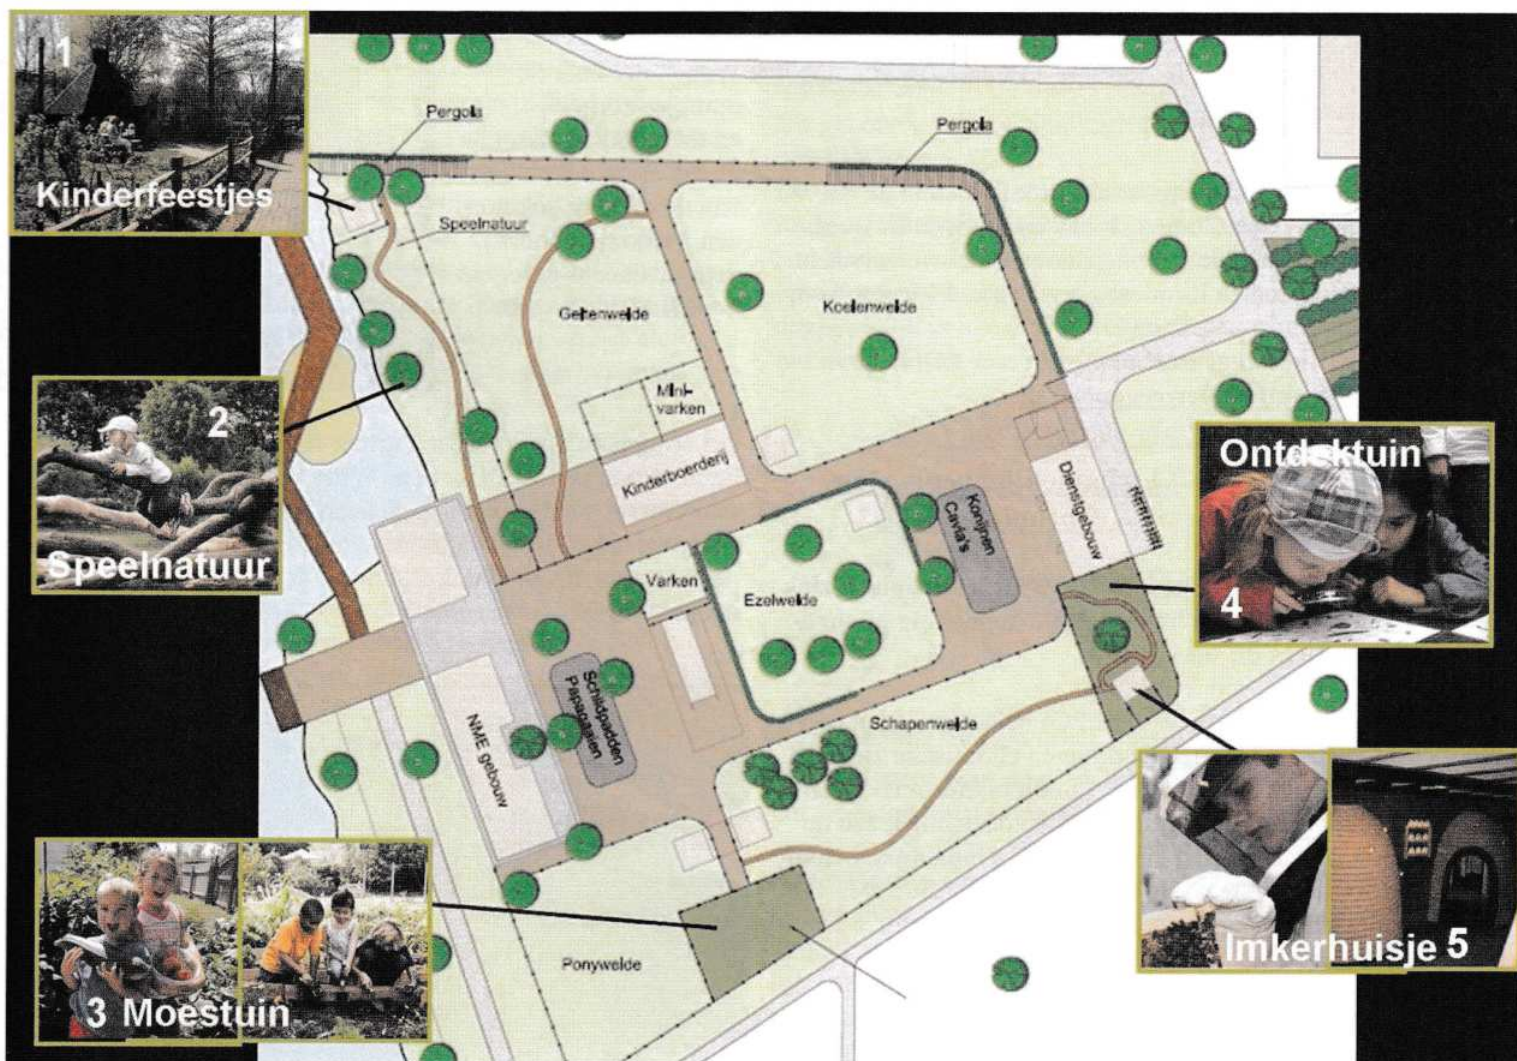 1
Kinderfeestjes
Pergola
Pergola
Speelnatuur
Geitenweide
Koeienweide
Mini-
varken
2
Speelnatuur
Kinderboerderij
Ontdektuin
4
Dienstgebouw
Konijnen
Cavia's
Varken
Ezelweide
Schildpadden
Papagaaien
NME gebouw
Schapenweide
Ponyweide
3 Moestuin
Imkerhuisje 5